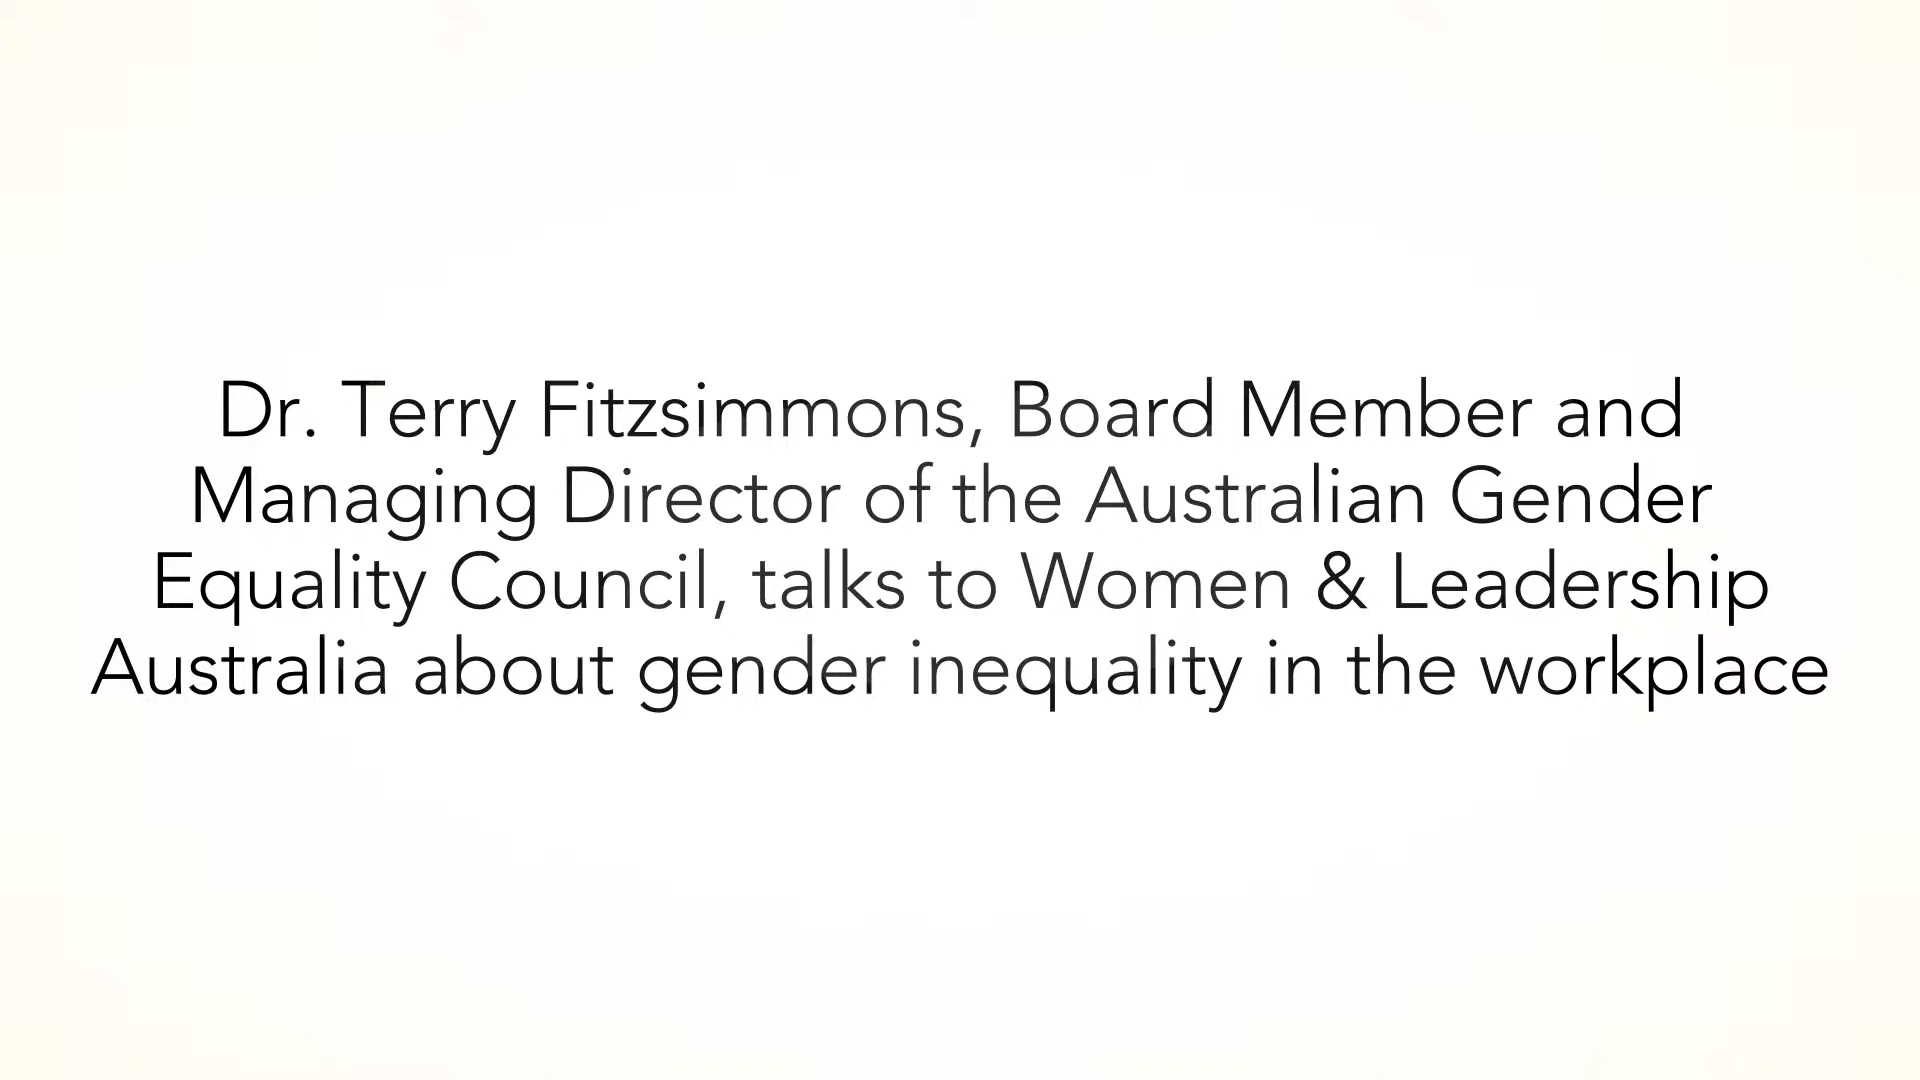 Dr. Terry Fitzsimmons, Board Member and
Managing Director of the Australian Gender
Equality Council, talks to Women & Leadership
Australia about gender inequality in the workplace